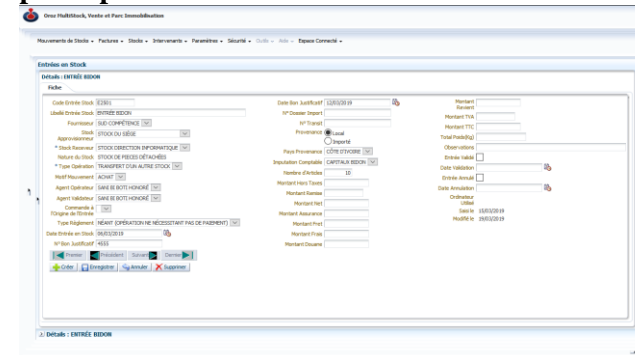 Oroz MultiStock, Vente et Parc Immobilisation
Mouvements de Stocks Factures Stocks Intervenants Paramètres Sécurité Outils Aide Espace Connecté
Entrées en Stock
Détails : ENTRÉE BIDON
Fiche
Code Entrée Stock
Libellé Entrée Stock ENTRÉE BIDON
Fournisseur SUD COMPÉTENCE
Stock Approvisionneur STOCK DU SIÈGE
* Stock Receveur STOCK DIRECTION INFORMATIQUE
Nature du Stock STOCK DE PIECES DÉTACHÉES
* Type Opération TRANSFERT D'UN AUTRE STOCK
Motif Mouvement ACHAT
Agent Opérateur SANI BI BOTI HONORÉ
Agent Validateur SANI BI BOTI HONORÉ
Commande à l'Origine de l'Entrée
Type Règlement NÉANT (OPÉRATION NE NÉCESSITANT PAS DE PAIEMENT)
Date Entrée en Stock 06/03/2019
N° Bon Justificatif 4555
Date Bon Justificatif 12/03/2019
N° Dossier Import
N° Transit
Provenance Local
Importé
Pays Provenance CÔTE D'IVOIRE
Imputation Comptable CAPITAUX BIDON
Nombre d'Articles 10
Montant Hors Taxes
Montant Remise
Montant Net
Montant Assurance
Montant Fret
Montant Frais
Montant Douane
Montant Revient
Montant TVA
Montant TTC
Total Poids(Kg)
Observations
Entrée Validé
Date Validation
Entrée Annulé
Date Annulation
Ordinateur Utilisé
Saisi le 15/03/2019
Modifié le 19/03/2019
Premier Précédent Suivant Dernier
Créer Enregistrer Annuler Supprimer
Détails : ENTRÉE BIDON